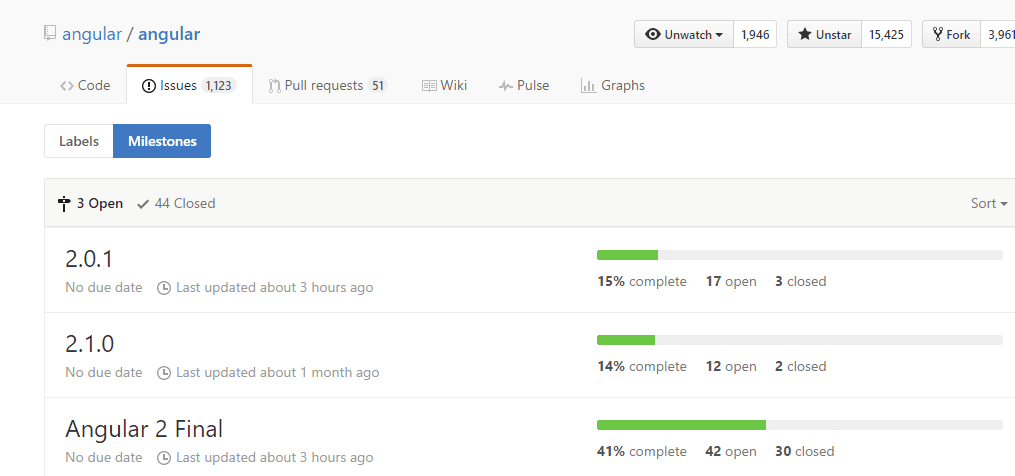 angular / angular Unwatch 1,946 Unstar 15,425 Fork 3,961
Code Issues 1,123 Pull requests 51 Wiki Pulse Graphs
Labels Milestones
3 Open 44 Closed Sort
2.0.1
No due date Last updated about 3 hours ago
15% complete 17 open 3 closed
2.1.0
No due date Last updated about 1 month ago
14% complete 12 open 2 closed
Angular 2 Final
No due date Last updated about 3 hours ago
41% complete 42 open 30 closed